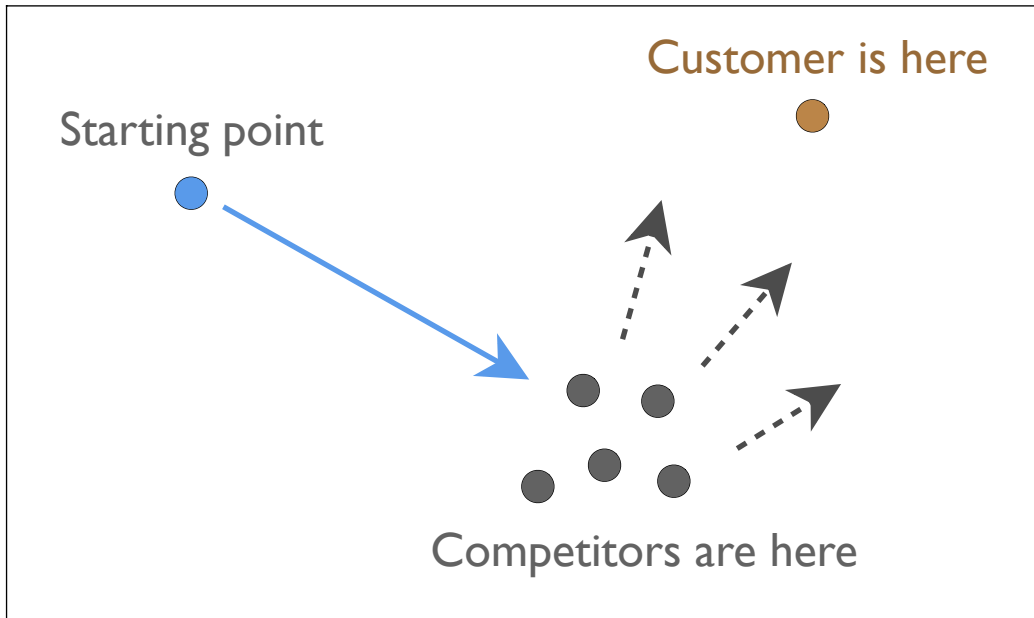 Customer is here
Starting point
Competitors are here